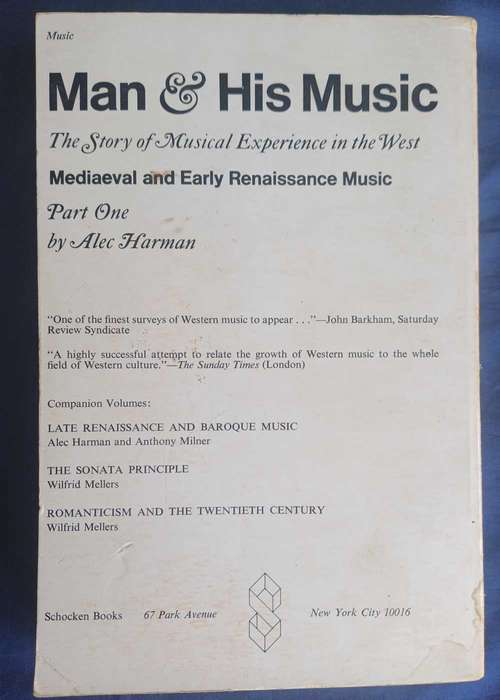 Music
Man & His Music
The Story of Musical Experience in the West
Mediaeval and Early Renaissance Music
Part One
by Alec Harman
“One of the finest surveys of Western music to appear . . .”—John Barkham, Saturday
Review Syndicate
“A highly successful attempt to relate the growth of Western music to the whole
field of Western culture.”—The Sunday Times (London)
Companion Volumes:
LATE RENAISSANCE AND BAROQUE MUSIC
Alec Harman and Anthony Milner
THE SONATA PRINCIPLE
Wilfrid Mellers
ROMANTICISM AND THE TWENTIETH CENTURY
Wilfrid Mellers
Schocken Books 67 Park Avenue New York City 10016